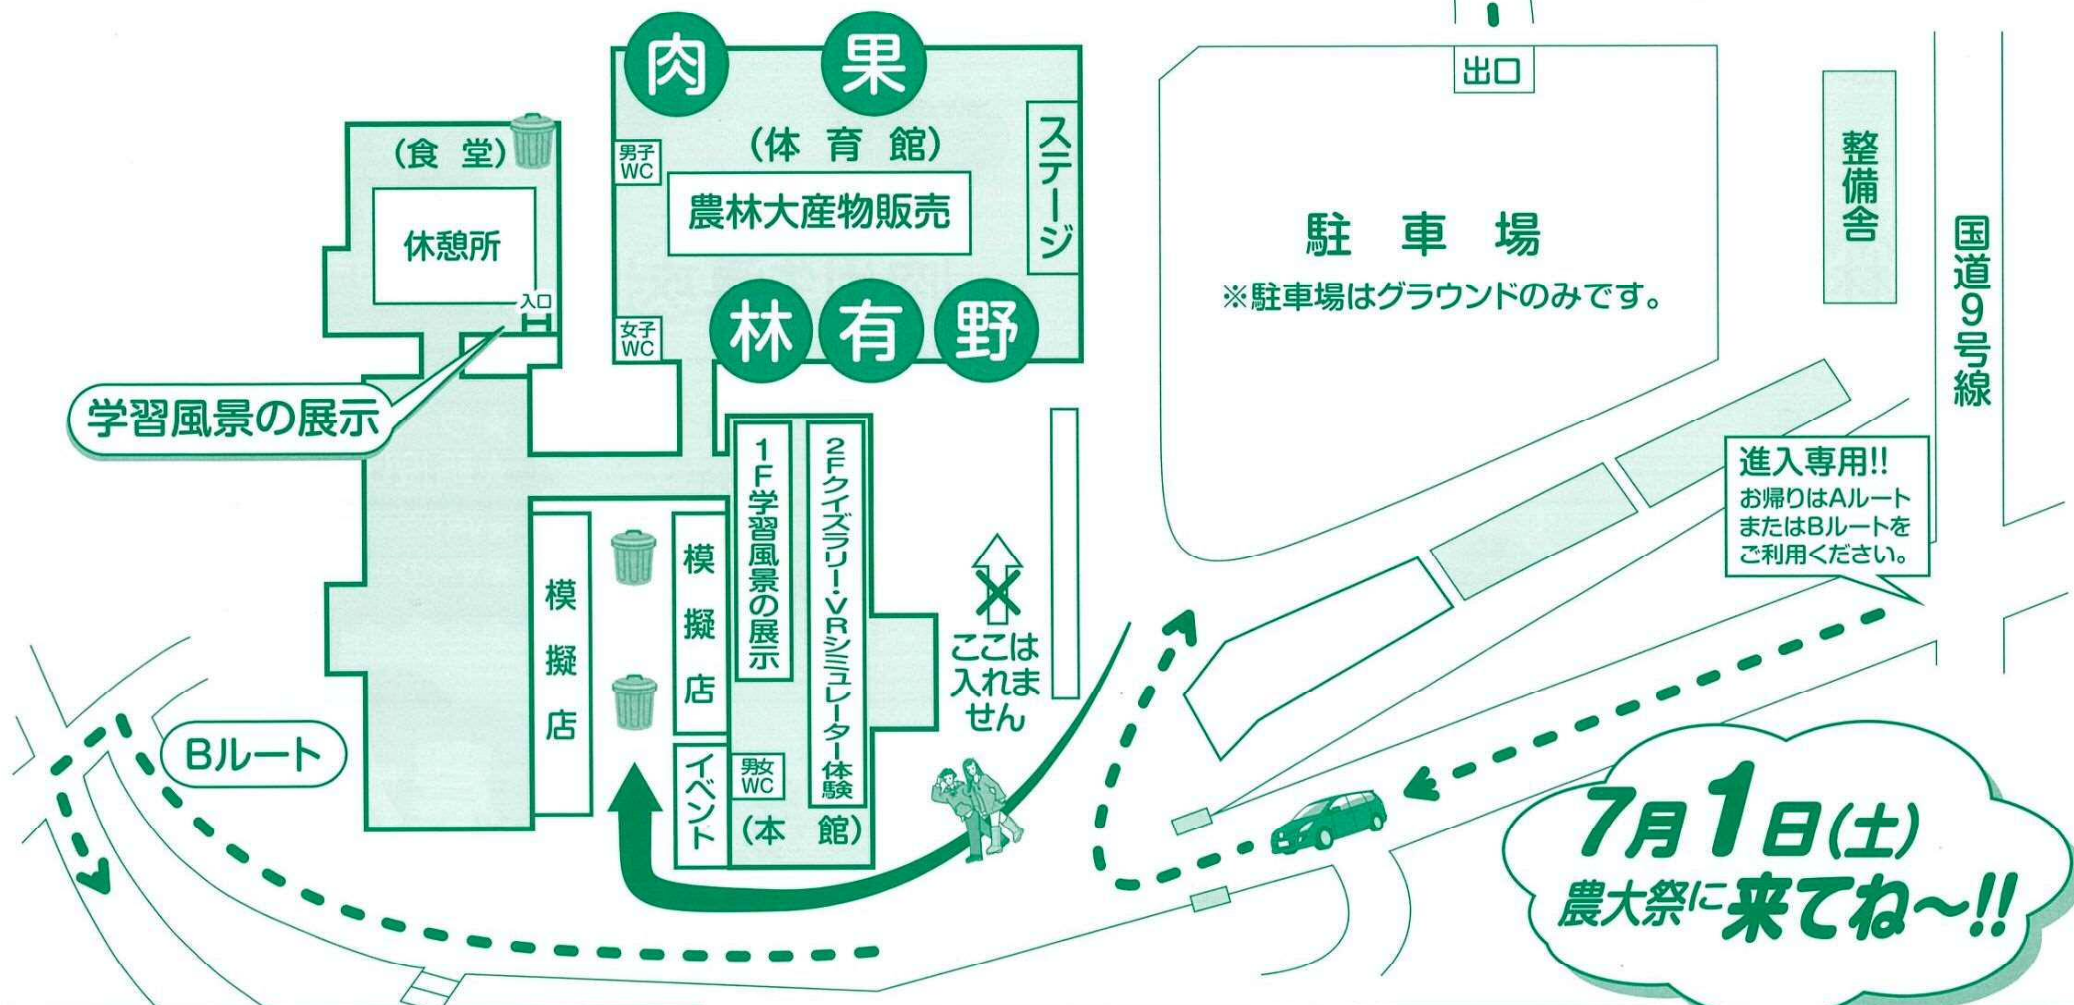 肉
果
出口
(食 堂)
男子
WC
(体 育 館)
ステージ
農林大産物販売
休憩所
入口
女子
WC
林
有
野
学習風景の展示
駐 車 場
※駐車場はグラウンドのみです。
整備舎
国道9号線
進入専用!!
お帰りはAルート
またはBルートを
ご利用ください。
1F学習風景の展示
2Fクイズラリー・VRシミュレーター体験
模擬店
模擬店
イベント
男女
WC
(本 館)
ここは
入れま
せん
Bルート
7月1日(土)
農大祭に来てね〜!!